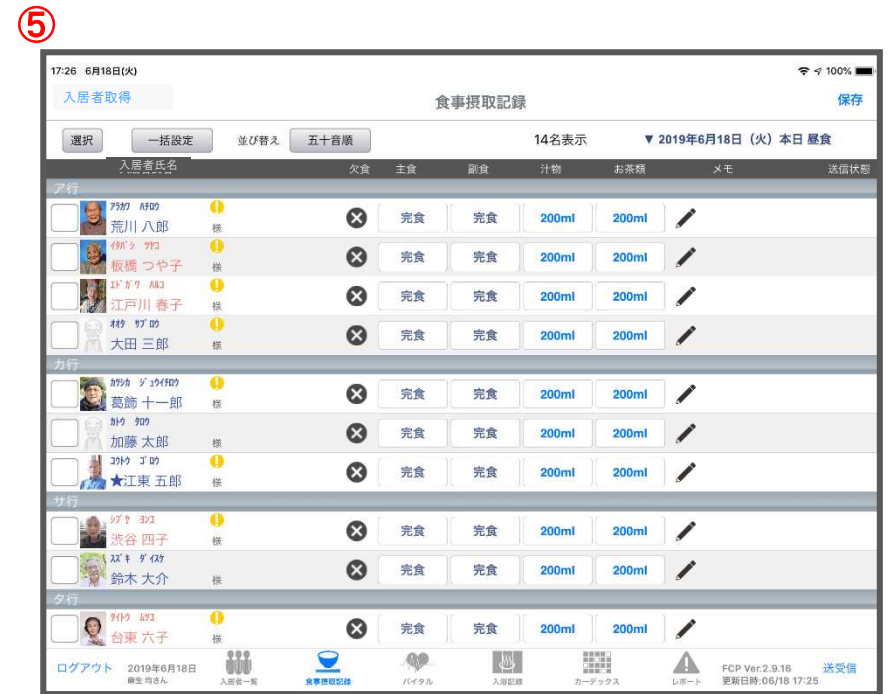 ⑤
17:26 6月18日(火) 100%
入居者取得 食事摂取記録 保存
選択 一括設定 並び替え 五十音順 14名表示 ▼ 2019年6月18日（火）本日 昼食
入居者氏名 欠食 主食 副食 汁物 お茶類 メモ 送信状態
ア行
ｱﾗｶﾜ ﾊﾁﾛｳ
荒川 八郎 様 完食 完食 200ml 200ml
ｲﾀﾊﾞｼ ﾂﾔｺ
板橋 つや子 様 完食 完食 200ml 200ml
ｴﾄﾞｶﾞﾜ ﾊﾙｺ
江戸川 春子 様 完食 完食 200ml 200ml
ｵｵﾀ ｻﾌﾞﾛｳ
大田 三郎 様 完食 完食 200ml 200ml
カ行
ｶﾂｼｶ ｼﾞｭｳｲﾁﾛｳ
葛飾 十一郎 様 完食 完食 200ml 200ml
ｶﾄｳ ﾀﾛｳ
加藤 太郎 様 完食 完食 200ml 200ml
ｺｳﾄｳ ｺﾞﾛｳ
★江東 五郎 様 完食 完食 200ml 200ml
サ行
ｼﾌﾞﾔ ﾖﾝｺ
渋谷 四子 様 完食 完食 200ml 200ml
ｽｽﾞｷ ﾀﾞｲｽｹ
鈴木 大介 様 完食 完食 200ml 200ml
タ行
ﾀｲﾄｳ ﾑﾂｺ
台東 六子 様 完食 完食 200ml 200ml
ログアウト 2019年6月18日 麻生 均さん 入居者一覧 食事摂取記録 バイタル 入浴記録 カーデックス レポート FCP Ver.2.9.16 更新日時:06/18 17:25 送受信